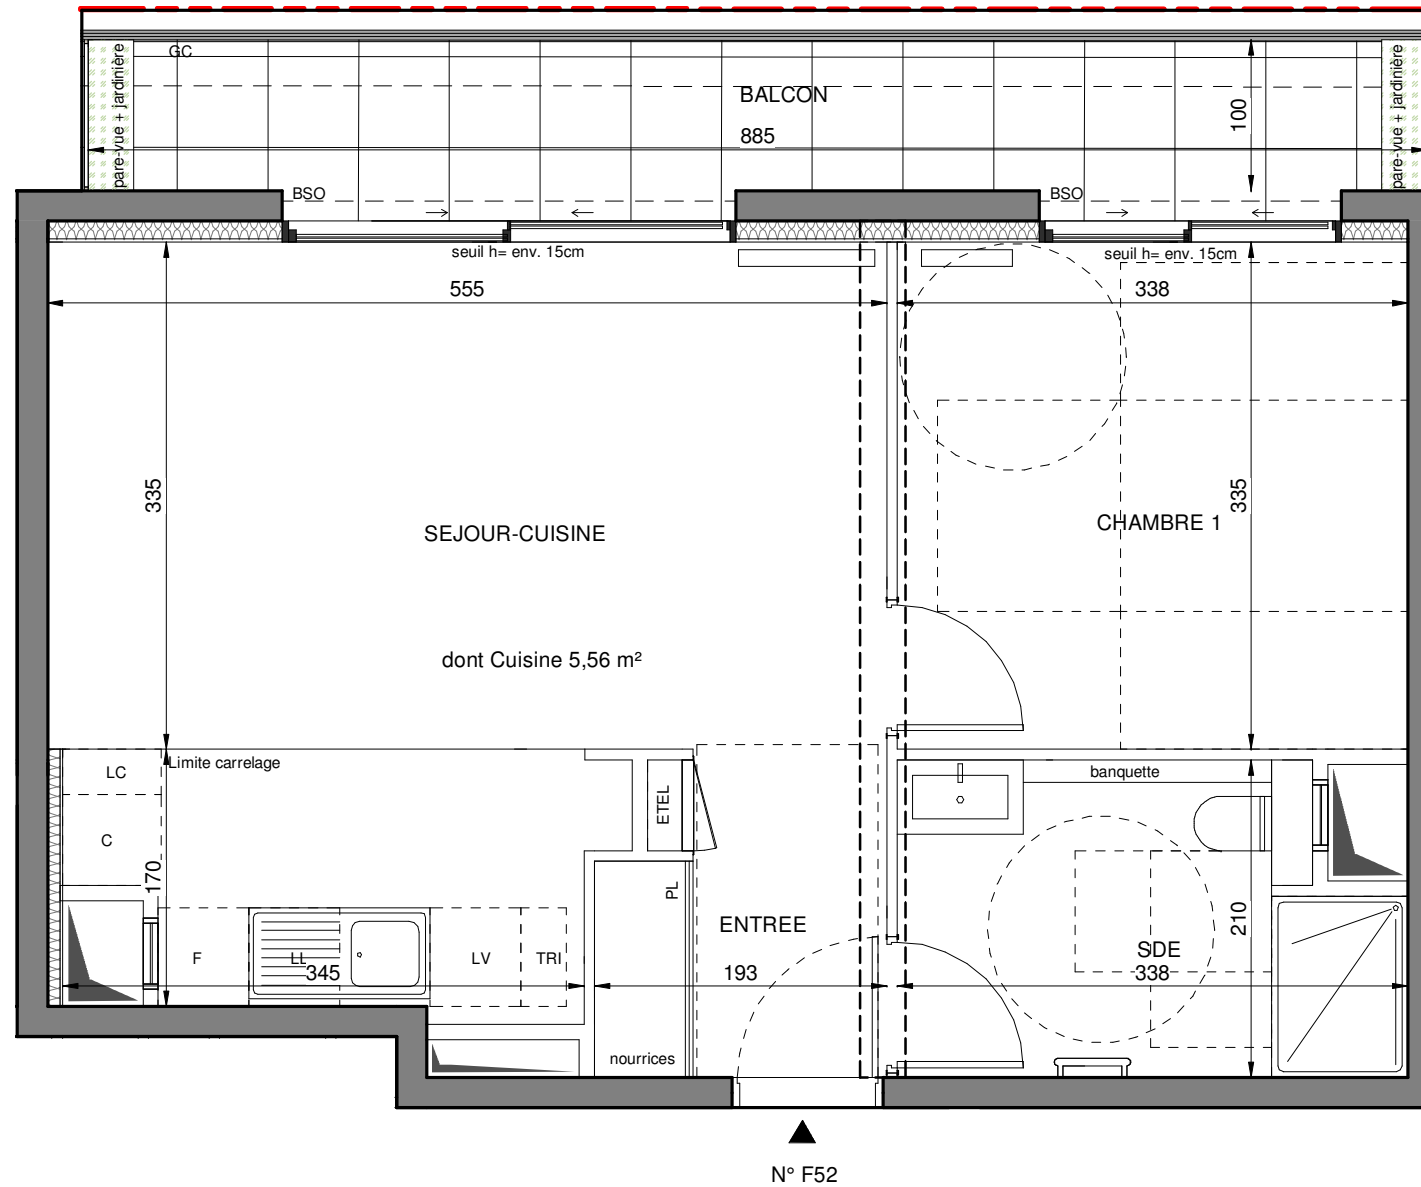 GC
pare-vue + jardinière
BALCON
885
100
pare-vue + jardinière
BSO
BSO
seuil h= env. 15cm
seuil h= env. 15cm
555
338
335
335
SEJOUR-CUISINE
CHAMBRE 1
dont Cuisine 5,56 m²
Limite carrelage
LC
C
170
ETEL
PL
banquette
F
LL
345
LV
TRI
ENTREE
193
210
SDE
338
nourrices
N° F52